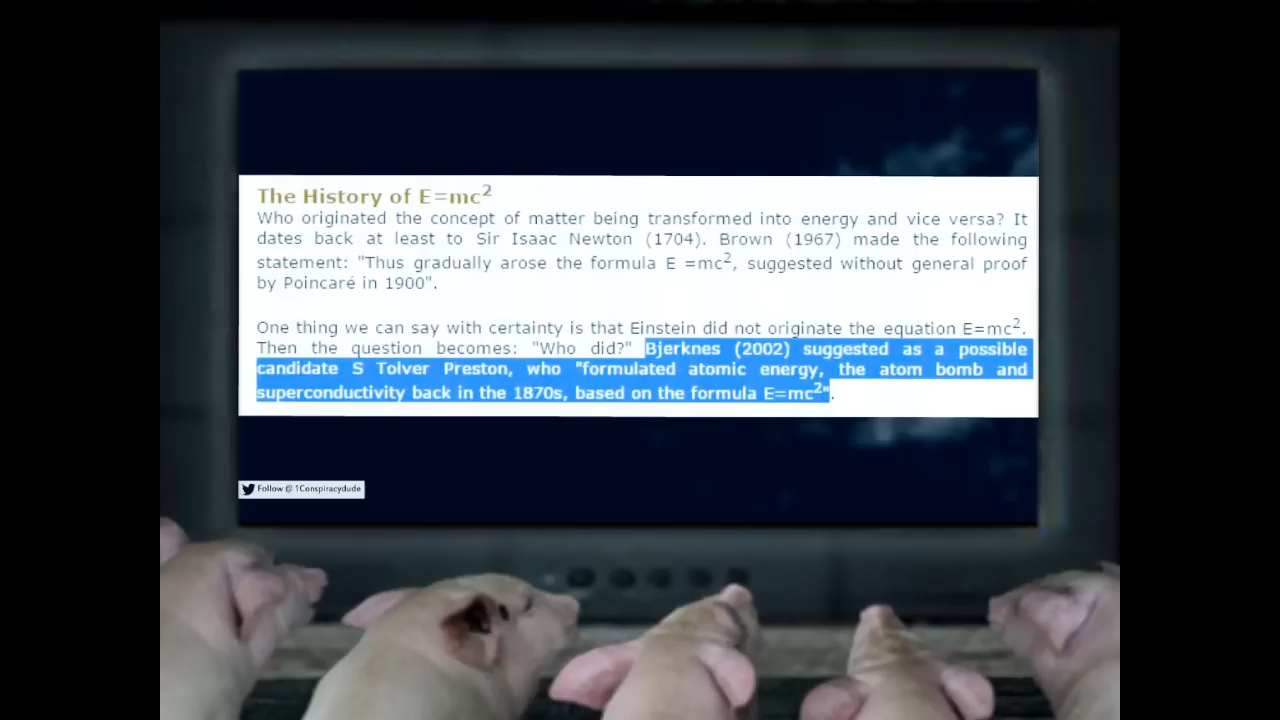 The History of E=mc²
Who originated the concept of matter being transformed into energy and vice versa? It
dates back at least to Sir Isaac Newton (1704). Brown (1967) made the following
statement: "Thus gradually arose the formula E =mc², suggested without general proof
by Poincaré in 1900".
One thing we can say with certainty is that Einstein did not originate the equation E=mc².
Then the question becomes: "Who did?" Bjerknes (2002) suggested as a possible
candidate S Tolver Preston, who "formulated atomic energy, the atom bomb and
superconductivity back in the 1870s, based on the formula E=mc²".
Follow @ 1Conspiracydude